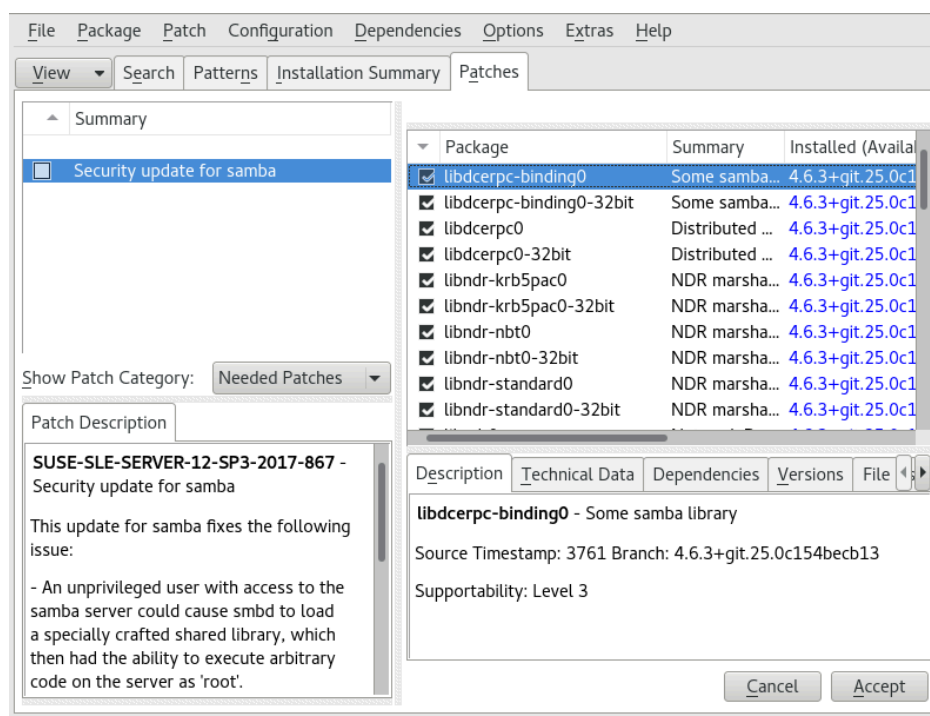 File Package Patch Configuration Dependencies Options Extras Help
View Search Patterns Installation Summary Patches
Summary
Security update for samba
Show Patch Category: Needed Patches
Patch Description
SUSE-SLE-SERVER-12-SP3-2017-867 -
Security update for samba
This update for samba fixes the following
issue:
- An unprivileged user with access to the
samba server could cause smbd to load
a specially crafted shared library, which
then had the ability to execute arbitrary
code on the server as 'root'.
Package Summary Installed (Availal
libdcerpc-binding0 Some samba... 4.6.3+git.25.0c1
libdcerpc-binding0-32bit Some samba... 4.6.3+git.25.0c1
libdcerpc0 Distributed ... 4.6.3+git.25.0c1
libdcerpc0-32bit Distributed ... 4.6.3+git.25.0c1
libndr-krb5pac0 NDR marsha... 4.6.3+git.25.0c1
libndr-krb5pac0-32bit NDR marsha... 4.6.3+git.25.0c1
libndr-nbt0 NDR marsha... 4.6.3+git.25.0c1
libndr-nbt0-32bit NDR marsha... 4.6.3+git.25.0c1
libndr-standard0 NDR marsha... 4.6.3+git.25.0c1
libndr-standard0-32bit NDR marsha... 4.6.3+git.25.0c1
Description Technical Data Dependencies Versions File
libdcerpc-binding0 - Some samba library
Source Timestamp: 3761 Branch: 4.6.3+git.25.0c154becb13
Supportability: Level 3
Cancel Accept